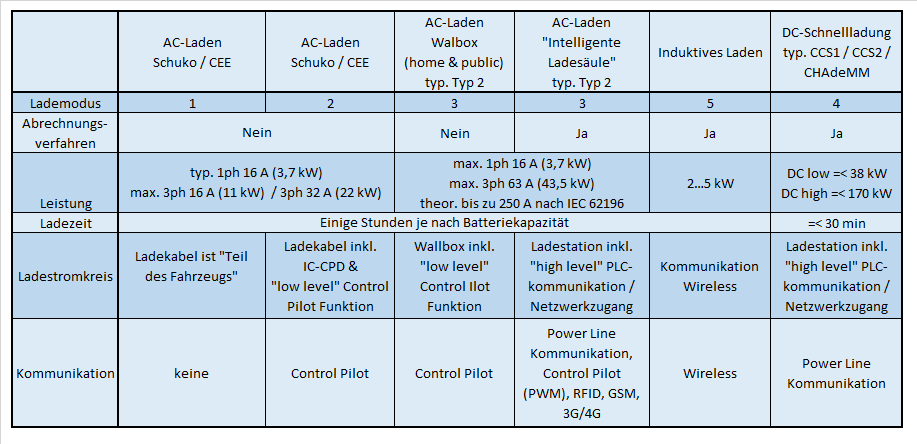 AC-Laden
Schuko / CEE
AC-Laden
Schuko / CEE
AC-Laden
Walbox
(home & public)
typ. Typ 2
AC-Laden
"Intelligente
Ladesäule"
typ. Typ 2
Induktives Laden
DC-Schnellladung
typ. CCS1 / CCS2 /
CHAdeMM
Lademodus
1
2
3
3
5
4
Abrechnungs-
verfahren
Nein
Nein
Ja
Ja
Ja
Leistung
typ. 1ph 16 A (3,7 kW)
max. 3ph 16 A (11 kW) / 3ph 32 A (22 kW)
max. 1ph 16 A (3,7 kW)
max. 3ph 63 A (43,5 kW)
theor. bis zu 250 A nach IEC 62196
2...5 kW
DC low =< 38 kW
DC high =< 170 kW
Ladezeit
Einige Stunden je nach Batteriekapazität
=< 30 min
Ladestromkreis
Ladekabel ist "Teil
des Fahrzeugs"
Ladekabel inkl.
IC-CPD &
"low level" Control
Pilot Funktion
Wallbox inkl.
"low level"
Control Ilot
Funktion
Ladestation inkl.
"high level" PLC-
kommunikation /
Netzwerkzugang
Kommunikation
Wireless
Ladestation inkl.
"high level" PLC-
kommunikation /
Netzwerkzugang
Kommunikation
keine
Control Pilot
Control Pilot
Power Line
Kommunikation,
Control Pilot
(PWM), RFID, GSM,
3G/4G
Wireless
Power Line
Kommunikation